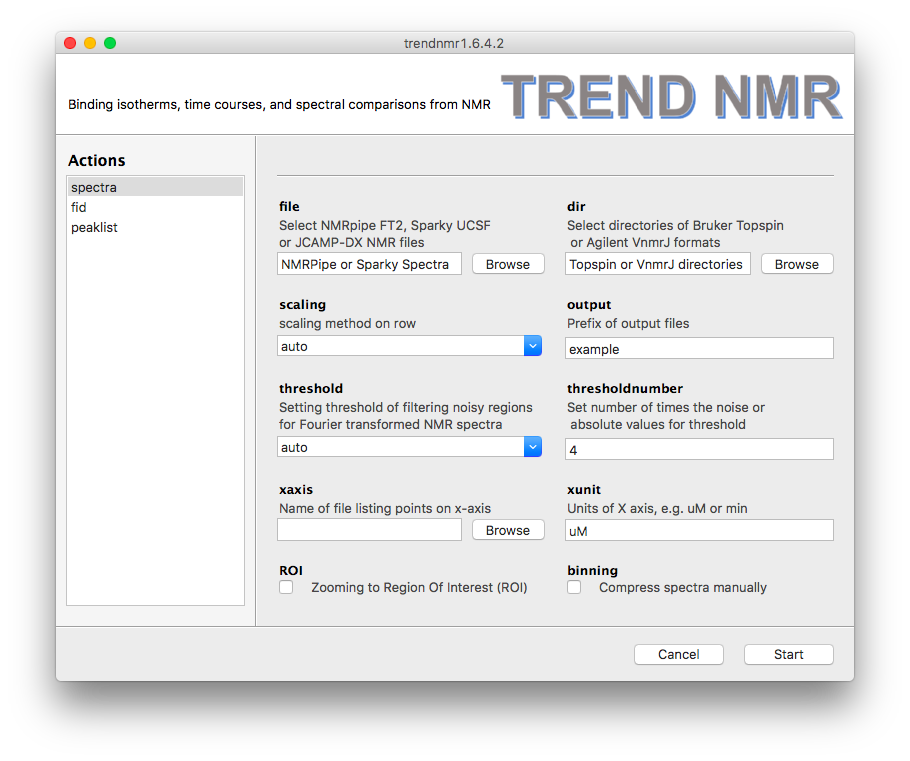 trendnmr1.6.4.2
Binding isotherms, time courses, and spectral comparisons from NMR
TREND NMR
Actions
spectra
fid
peaklist
file
Select NMRpipe FT2, Sparky UCSF
or JCAMP-DX NMR files
NMRPipe or Sparky Spectra
Browse
dir
Select directories of Bruker Topspin
or Agilent VnmrJ formats
Topspin or VnmrJ directories
Browse
scaling
scaling method on row
auto
output
Prefix of output files
example
threshold
Setting threshold of filtering noisy regions
for Fourier transformed NMR spectra
auto
thresholdnumber
Set number of times the noise or
absolute values for threshold
4
xaxis
Name of file listing points on x-axis
Browse
xunit
Units of X axis, e.g. uM or min
uM
ROI
Zooming to Region Of Interest (ROI)
binning
Compress spectra manually
Cancel
Start